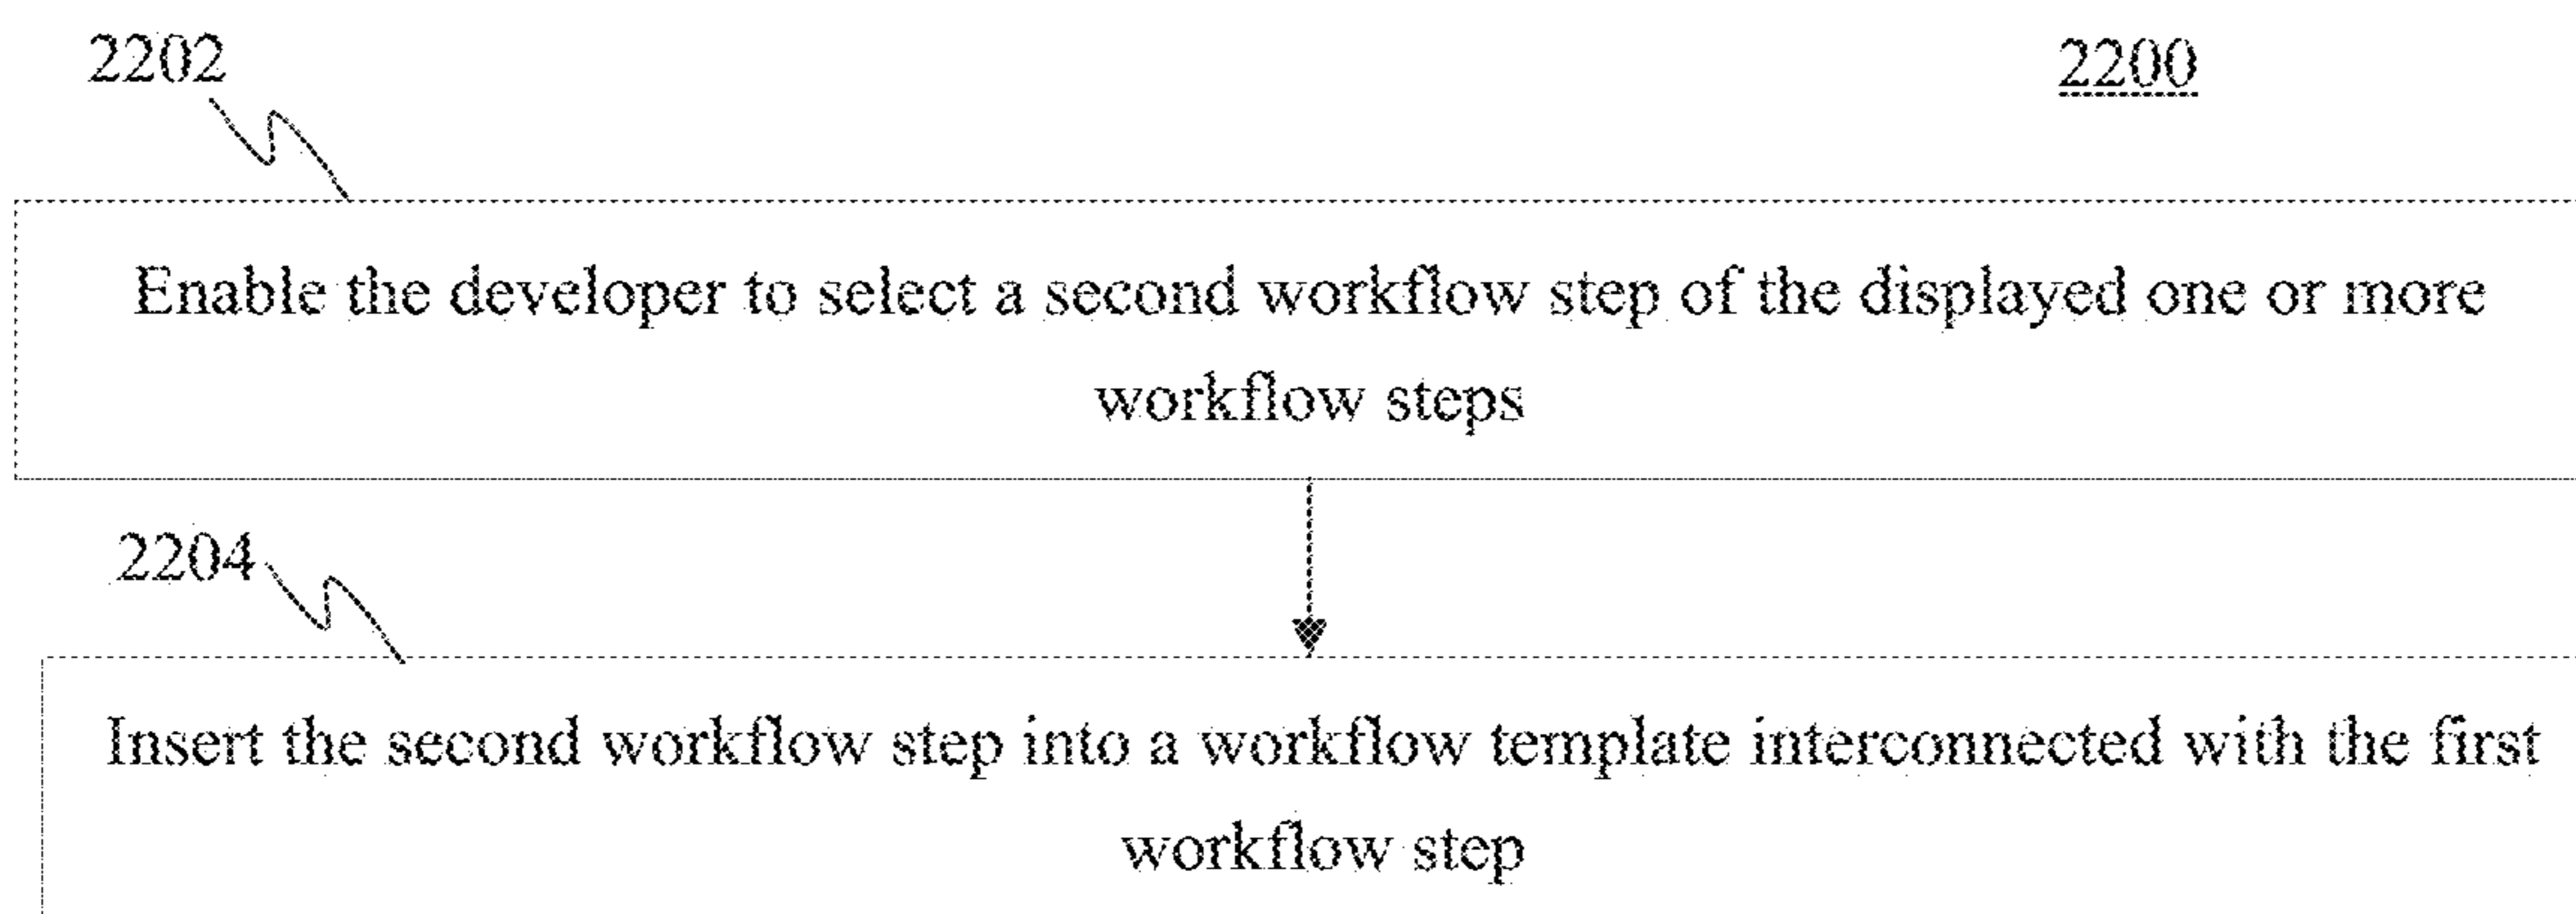 2202
2200
Enable the developer to select a second workflow step of the displayed one or more
workflow steps
2204
Insert the second workflow step into a workflow template interconnected with the first
workflow step